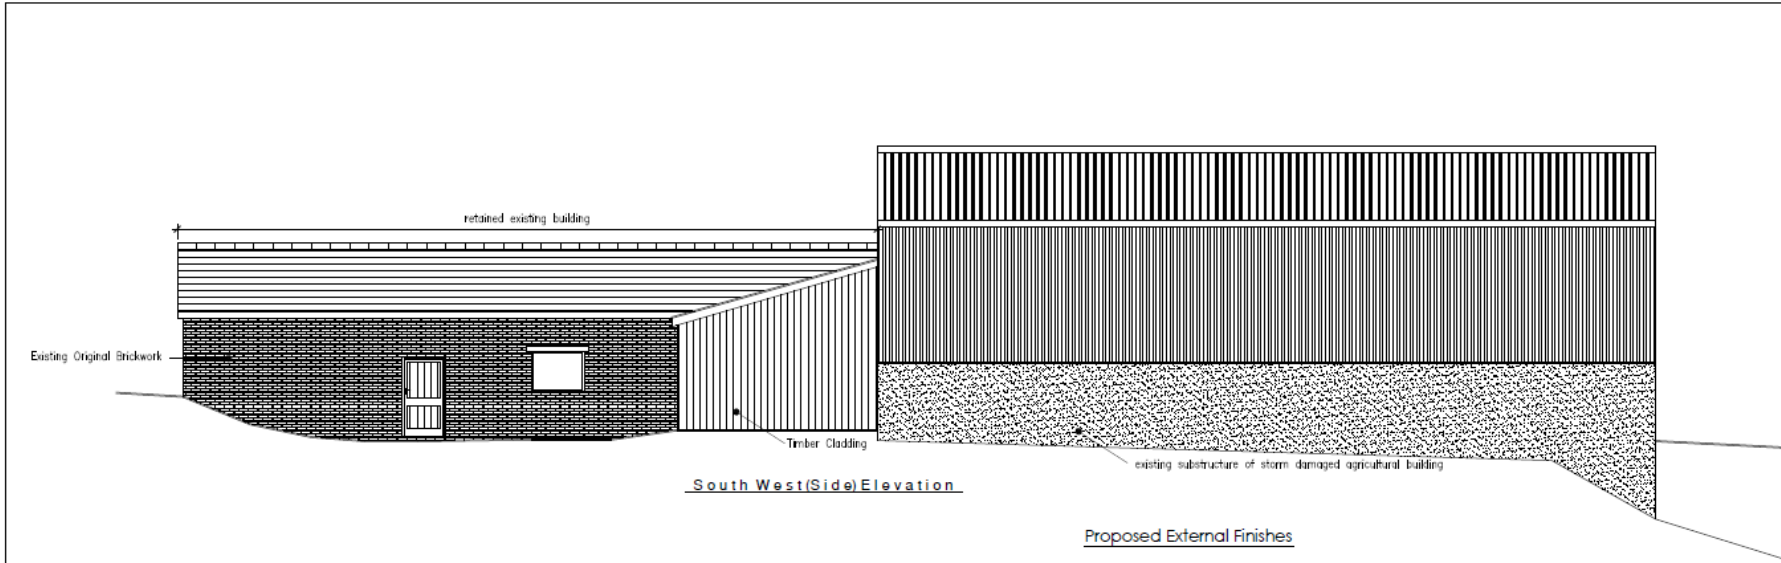 retained existing building
Existing Original Brickwork
Timber Cladding
existing substructure of storm damaged agricultural building
South West(Side)Elevation
Proposed External Finishes